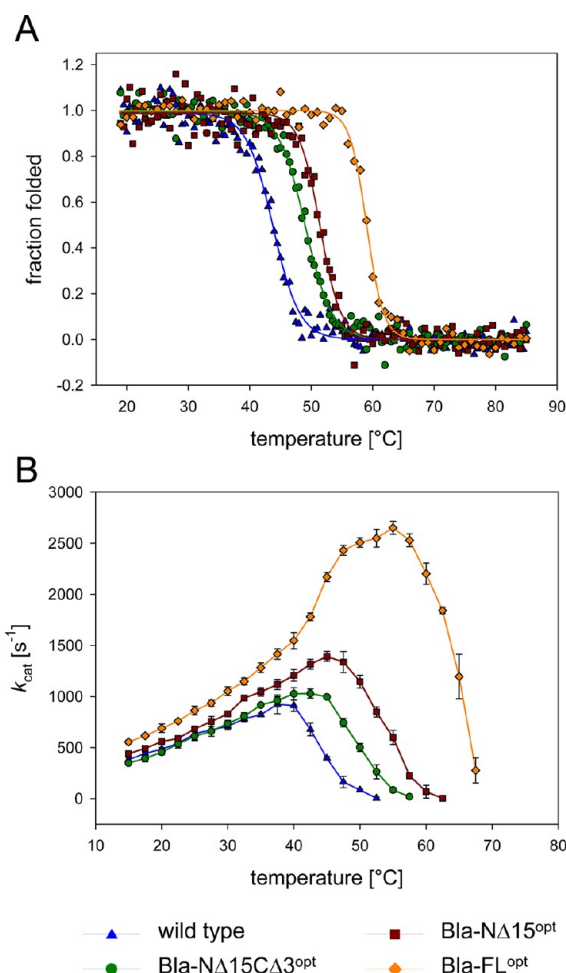 A
1.2
1.0
0.8
0.6
0.4
0.2
0.0
-0.2
fraction folded
20 30 40 50 60 70 80 90
temperature [°C]
B
3000
2500
2000
1500
1000
500
0
k_cat [s⁻¹]
10 20 30 40 50 60 70 80
temperature [°C]
wild type Bla-NΔ15ᵒᵖᵗ
Bla-NΔ15CΔ3ᵒᵖᵗ Bla-FLᵒᵖᵗ